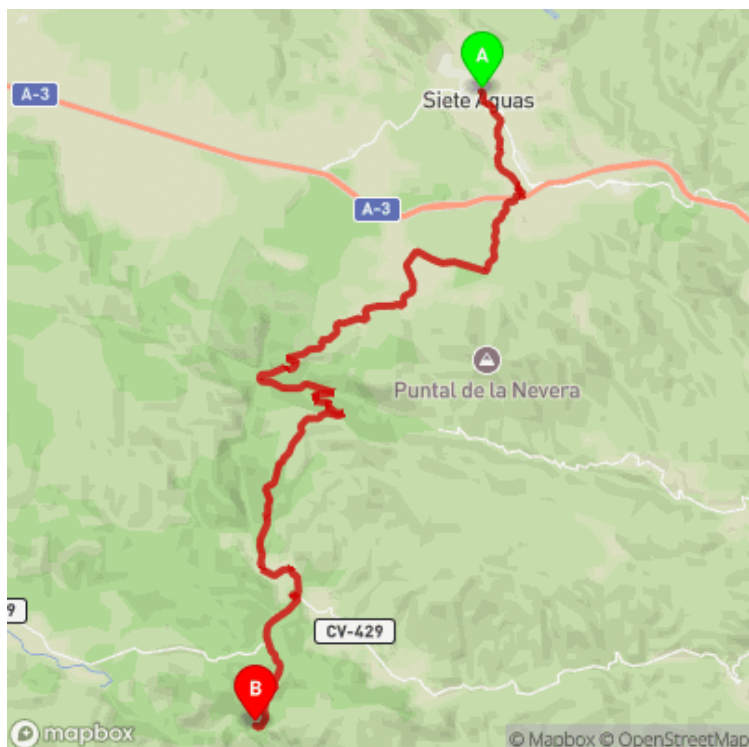 A
Siete Aguas
A-3
A-3
Puntal de la Nevera
9
CV-429
B
mapbox
© Mapbox © OpenStreetMap